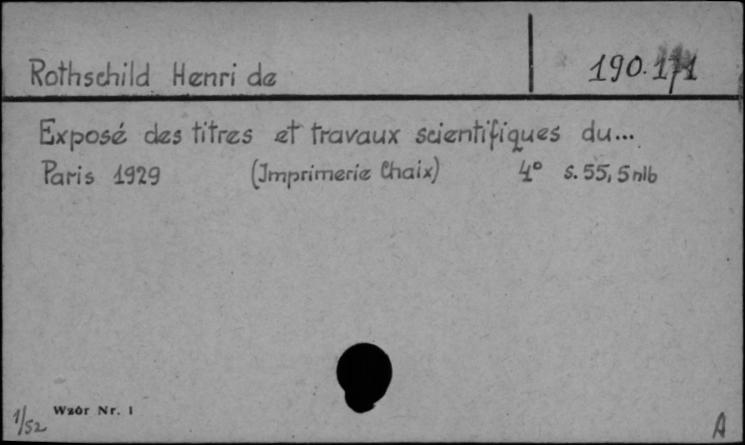 Rothschild Henri de
190.171
Exposé des titres et travaux scientifiques du...
Paris 1929 (Imprimerie Chaix) 4° s. 55, 5 nlb
1/52 Wzór Nr. 1
A